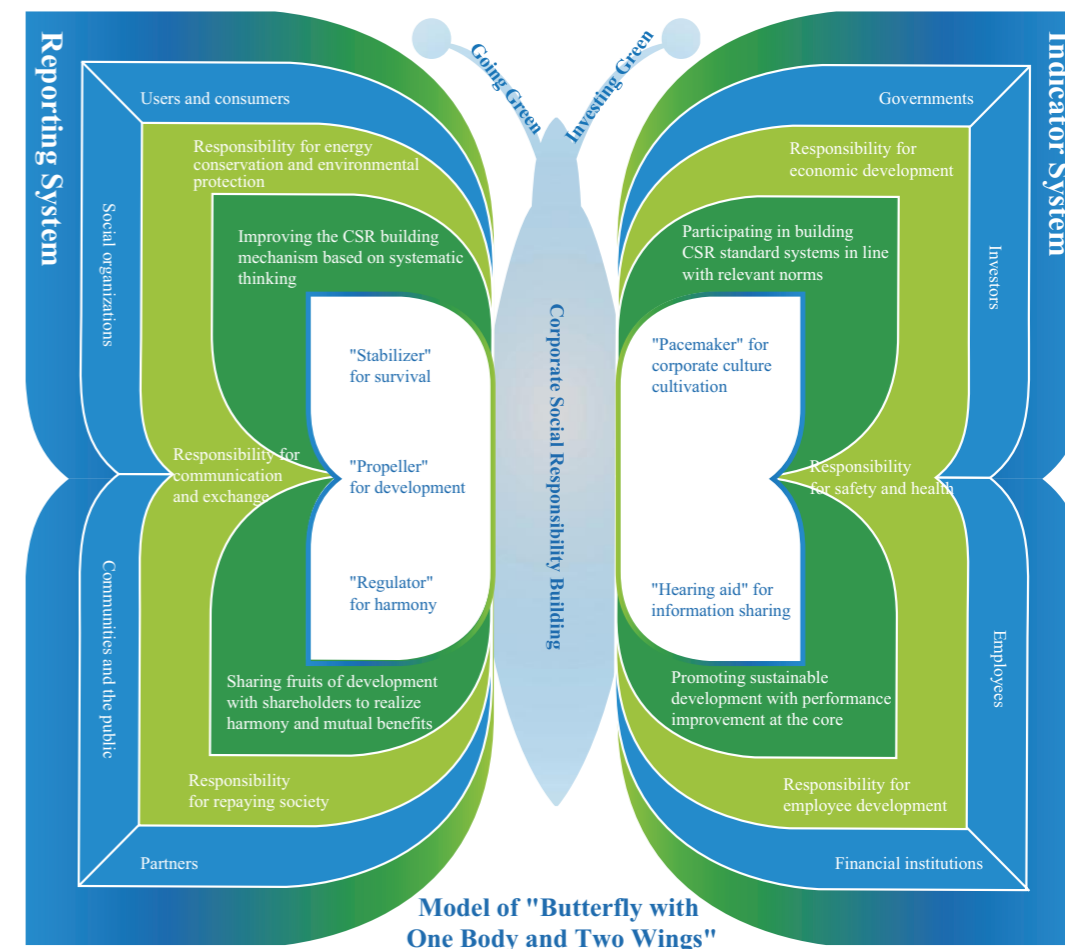 Reporting System
Users and consumers
Social organizations
Communities and the public
Partners
Responsibility for energy
conservation and environmental
protection
Responsibility for
communication
and exchange
Responsibility
for repaying society
Improving the CSR building
mechanism based on systematic
thinking
Sharing fruits of development
with shareholders to realize
harmony and mutual benefits
"Stabilizer"
for survival
"Propeller"
for development
"Regulator"
for harmony
Going Green
Investing Green
Corporate Social Responsibility Building
Indicator System
Governments
Investors
Employees
Financial institutions
Responsibility for
economic development
Responsibility
for safety and health
Responsibility for
employee development
Participating in building
CSR standard systems in line
with relevant norms
Promoting sustainable
development with performance
improvement at the core
"Pacemaker" for
corporate culture
cultivation
"Hearing aid" for
information sharing
Model of "Butterfly with
One Body and Two Wings"